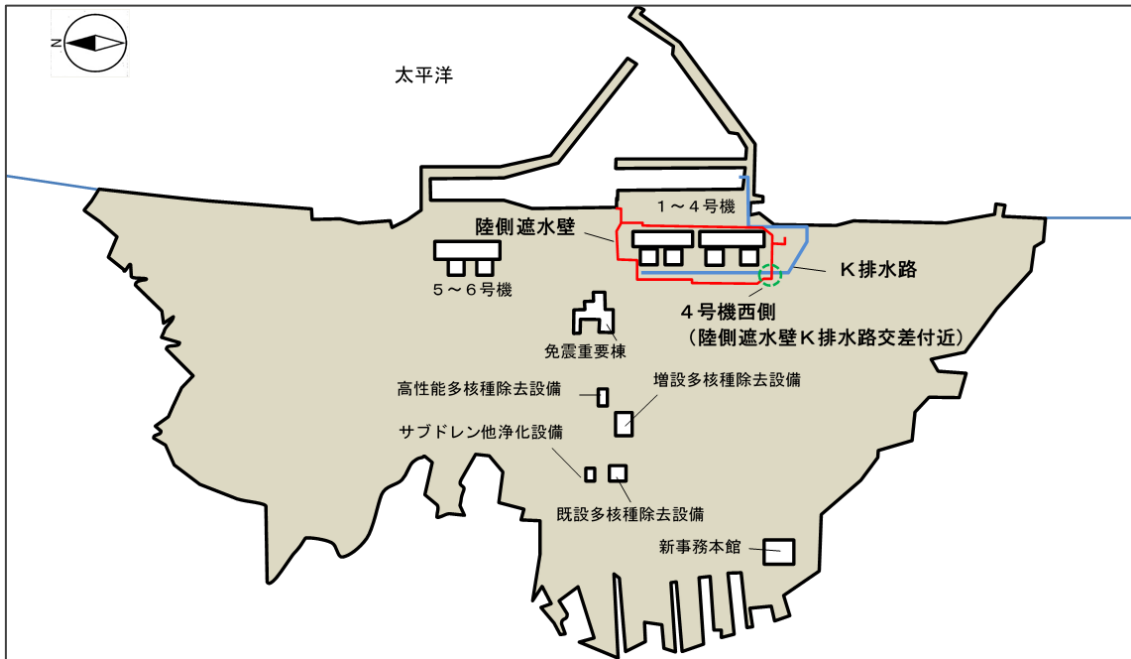 N
太平洋
1~4号機
陸側遮水壁
K排水路
5~6号機
4号機西側
(陸側遮水壁K排水路交差付近)
免震重要棟
高性能多核種除去設備
増設多核種除去設備
サブドレン他浄化設備
既設多核種除去設備
新事務本館